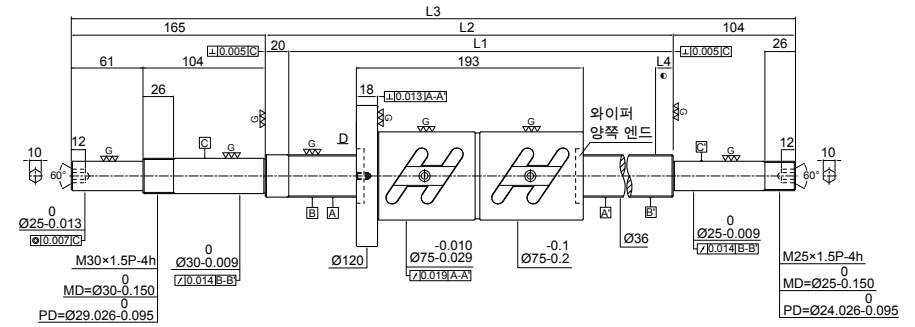 L3
165
L2
104
⊥ 0.005 C
20
L1
⊥ 0.005 C
26
61
104
193
L4
26
18
⊥ 0.013 A-A'
G
G
G
와이퍼
양쪽 엔드
12
G
C
G
G
D
G
G
C'
G
12
10
60°
60°
10
B
A
A'
B'
0
Ø25-0.013
◎ 0.007 C
M30×1.5P-4h
0
MD=Ø30-0.150
0
PD=Ø29.026-0.095
0
Ø30-0.009
↗ 0.014 B-B'
Ø120
-0.010
Ø75-0.029
↗ 0.019 A-A'
-0.1
Ø75-0.2
Ø36
0
Ø25-0.009
↗ 0.014 B-B'
M25×1.5P-4h
0
MD=Ø25-0.150
0
PD=Ø24.026-0.095